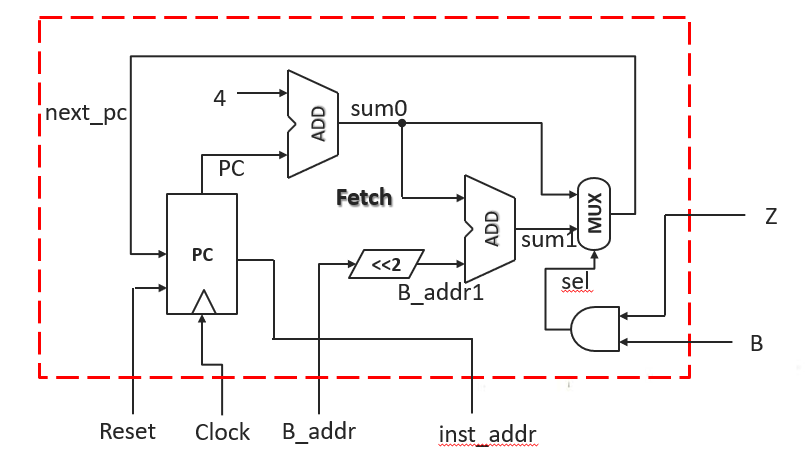 next_pc
4
ADD
sum0
PC
Fetch
ADD
MUX
Z
PC
<<2
sum1
B_addr1
sel
B
Reset
Clock
B_addr
inst_addr